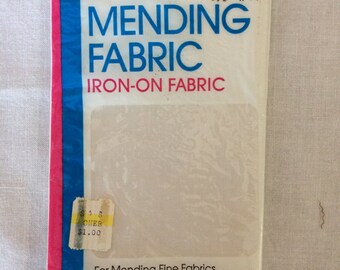 MENDING
FABRIC
IRON-ON FABRIC
$1.00
For Mending Fine Fabrics